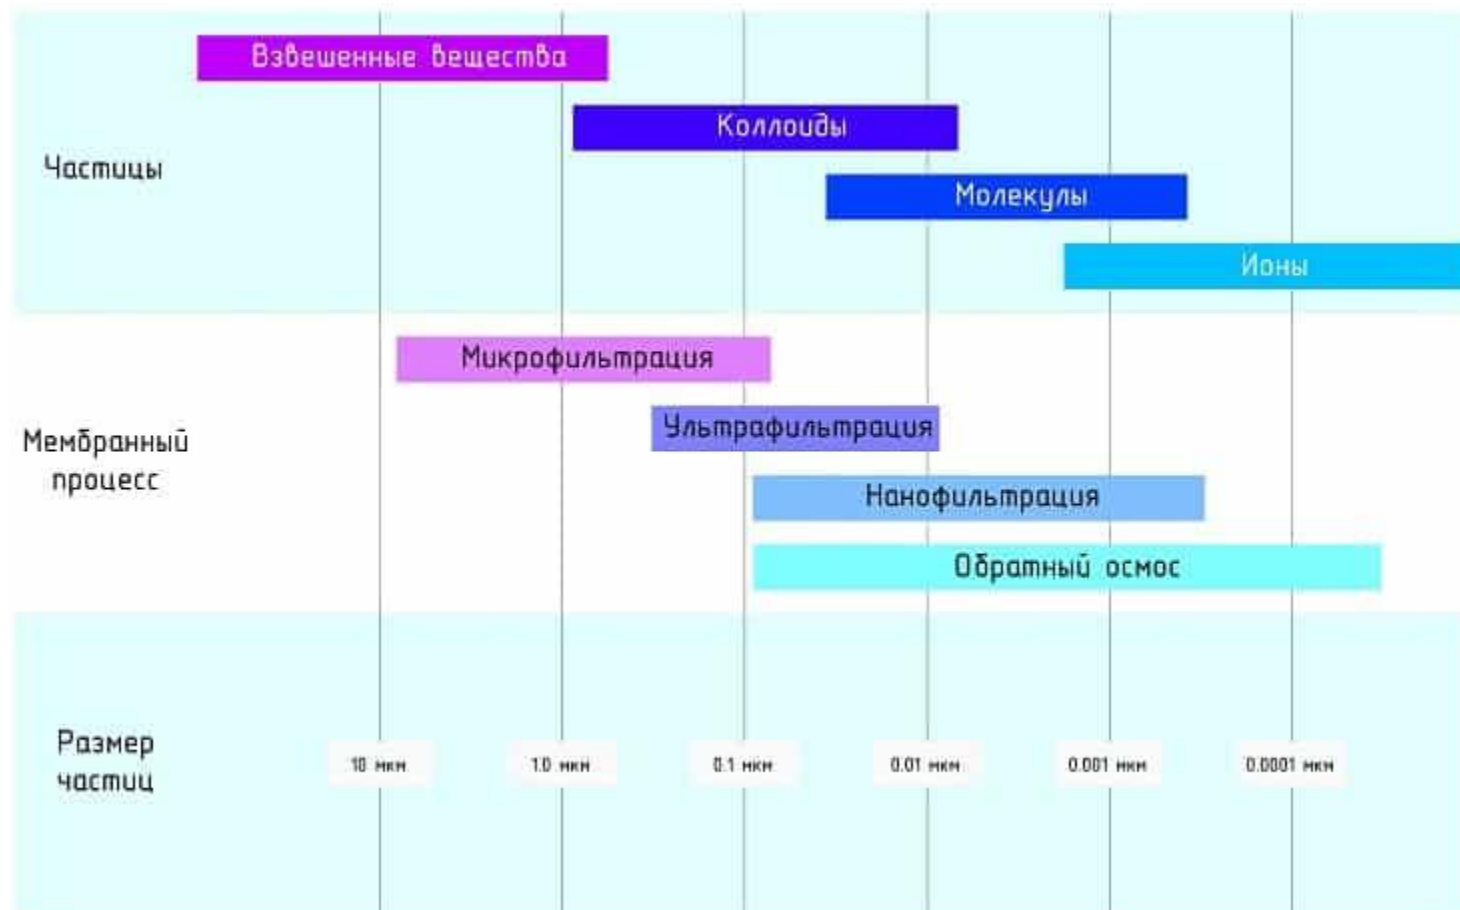 Взвешенные вещества
Коллоиды
Частицы
Молекулы
Ионы
Микрофильтрация
Ультрафильтрация
Мембранный
процесс
Нанофильтрация
Обратный осмос
Размер
частиц
10 мкм
1.0 мкм
0.1 мкм
0.01 мкм
0.001 мкм
0.0001 мкм